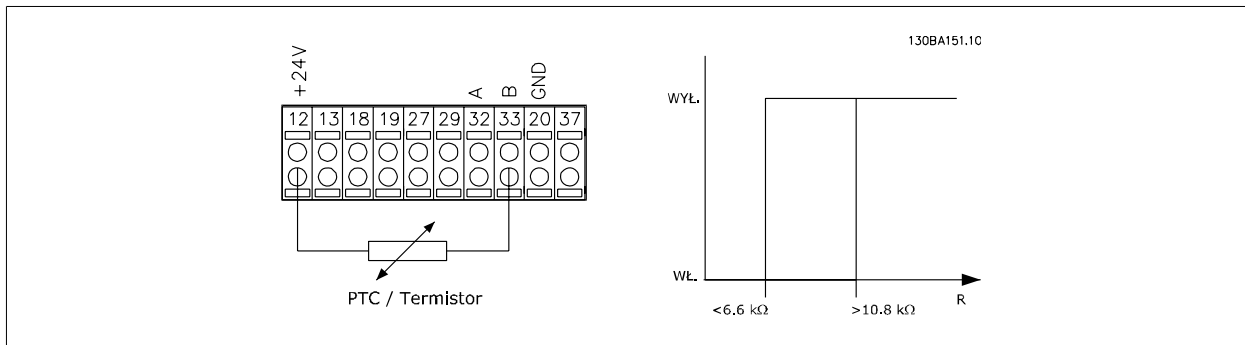 130BA151.10
+24V
A
B
GND
12 13 18 19 27 29 32 33 20 37
PTC / Termistor
WYŁ.
WŁ.
<6.6 kΩ
>10.8 kΩ
R